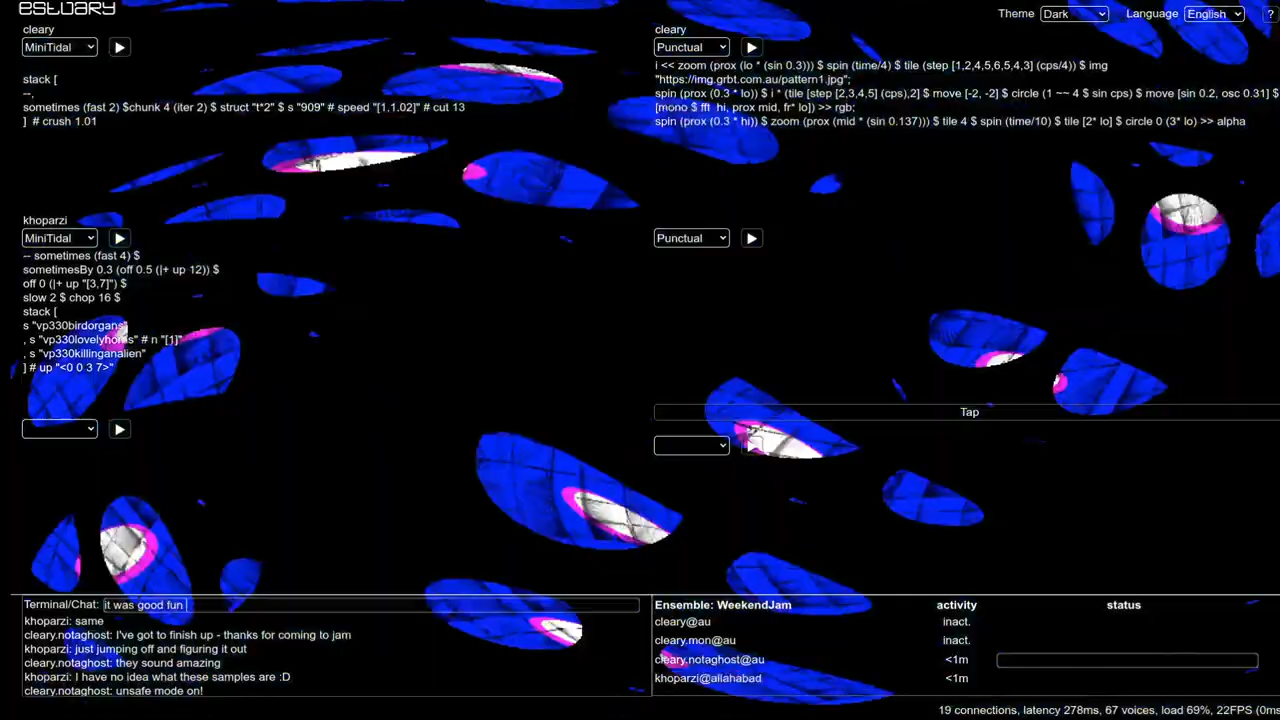 estuary
Theme Dark Language English ?
cleary
MiniTidal
stack [
--,
sometimes (fast 2) $chunk 4 (iter 2) $ struct "t*2" $ s "909" # speed "[1,1.02]" # cut 13
] # crush 1.01
cleary
Punctual
i << zoom (prox (lo * (sin 0.3))) $ spin (time/4) $ tile (step [1,2,4,5,6,5,4,3] (cps/4)) $ img
"https://img.grbt.com.au/pattern1.jpg";
spin (prox (0.3 * lo)) $ i * (tile [step [2,3,4,5] (cps),2] $ move [-2, -2] $ circle (1 ~~ 4 $ sin cps) $ move [sin 0.2, osc 0.31] $
[mono $ fft hi, prox mid, fr* lo]) >> rgb;
spin (prox (0.3 * hi)) $ zoom (prox (mid * (sin 0.137))) $ tile 4 $ spin (time/10) $ tile [2* lo] $ circle 0 (3* lo) >> alpha
khoparzi
MiniTidal
-- sometimes (fast 4) $
sometimesBy 0.3 (off 0.5 (|+ up 12)) $
off 0 (|+ up "[3,7]") $
slow 2 $ chop 16 $
stack [
s "vp330birdorgans"
, s "vp330lovelyhorns" # n "[1]"
, s "vp330killinganalien"
] # up "<0 0 3 7>"
Punctual
Tap
Terminal/Chat: it was good fun
khoparzi: same
cleary.notaghost: I've got to finish up - thanks for coming to jam
khoparzi: just jumping off and figuring it out
cleary.notaghost: they sound amazing
khoparzi: I have no idea what these samples are :D
cleary.notaghost: unsafe mode on!
Ensemble: WeekendJam activity status
cleary@au inact.
cleary.mon@au inact.
cleary.notaghost@au <1m
khoparzi@allahabad <1m
19 connections, latency 278ms, 67 voices, load 69%, 22FPS (0ms